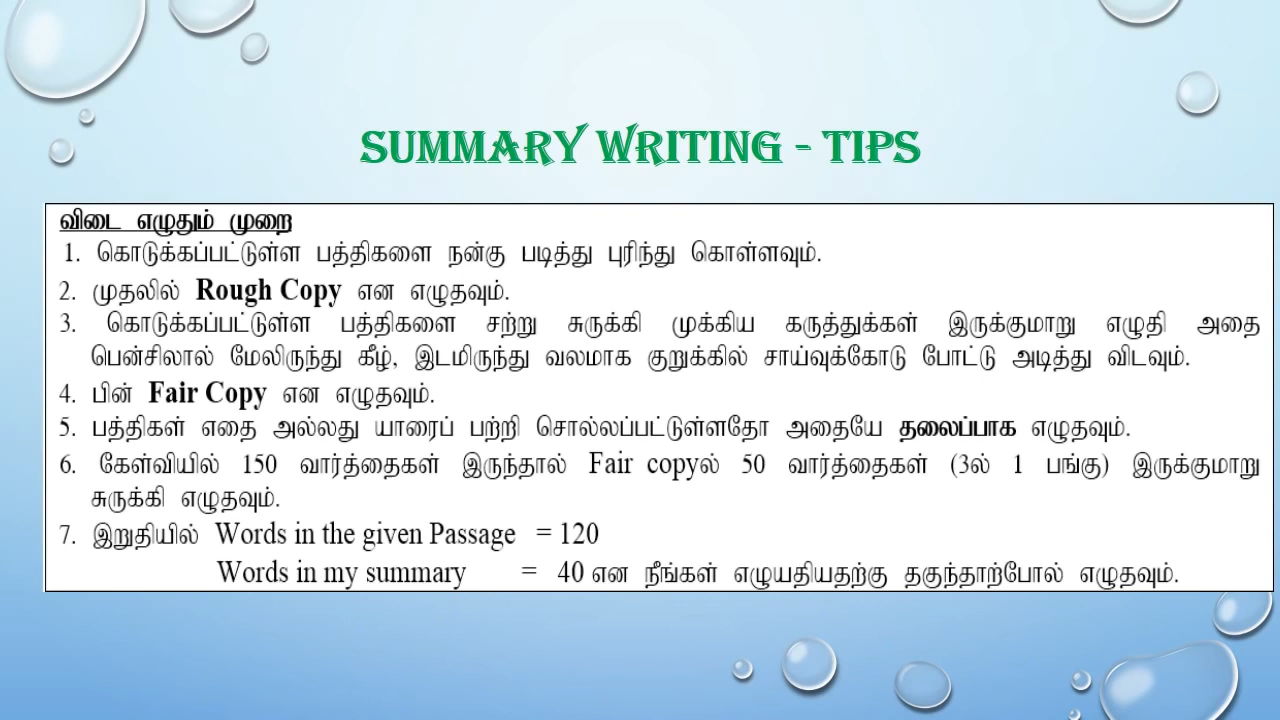 SUMMARY WRITING - TIPS
விடை எழுதும் முறை
1. கொடுக்கப்பட்டுள்ள பத்திகளை நன்கு படித்து புரிந்து கொள்ளவும்.
2. முதலில் Rough Copy என எழுதவும்.
3. கொடுக்கப்பட்டுள்ள பத்திகளை சற்று சுருக்கி முக்கிய கருத்துக்கள் இருக்குமாறு எழுதி அதை
பென்சிலால் மேலிருந்து கீழ், இடமிருந்து வலமாக குறுக்கில் சாய்வுக்கோடு போட்டு அடித்து விடவும்.
4. பின் Fair Copy என எழுதவும்.
5. பத்திகள் எதை அல்லது யாரைப் பற்றி சொல்லப்பட்டுள்ளதோ அதையே தலைப்பாக எழுதவும்.
6. கேள்வியில் 150 வார்த்தைகள் இருந்தால் Fair copyல் 50 வார்த்தைகள் (3ல் 1 பங்கு) இருக்குமாறு
சுருக்கி எழுதவும்.
7. இறுதியில் Words in the given Passage = 120
Words in my summary = 40 என நீங்கள் எழுயதியதற்கு தகுந்தாற்போல் எழுதவும்.